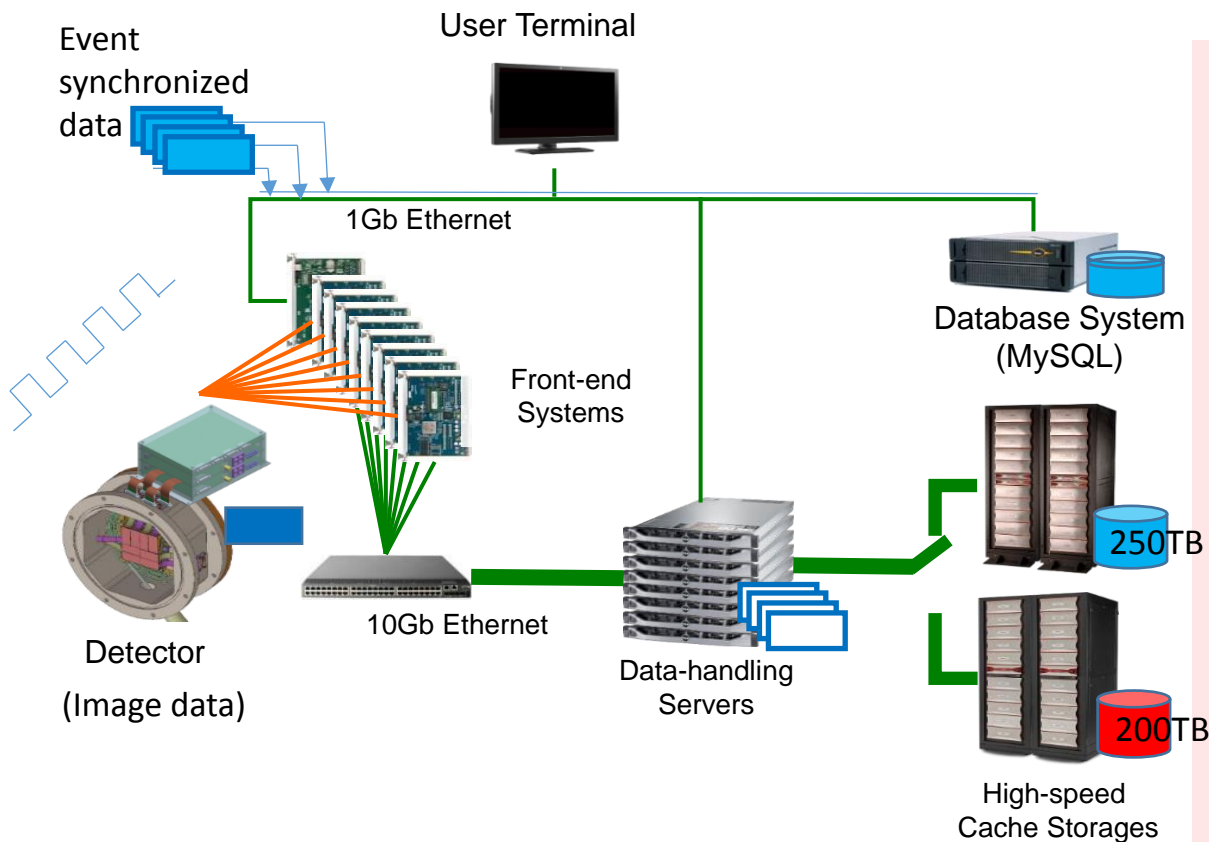 User Terminal
Event
synchronized
data
1Gb Ethernet
Database System
(MySQL)
Front-end
Systems
250TB
10Gb Ethernet
Detector
(Image data)
Data-handling
Servers
200TB
High-speed
Cache Storages